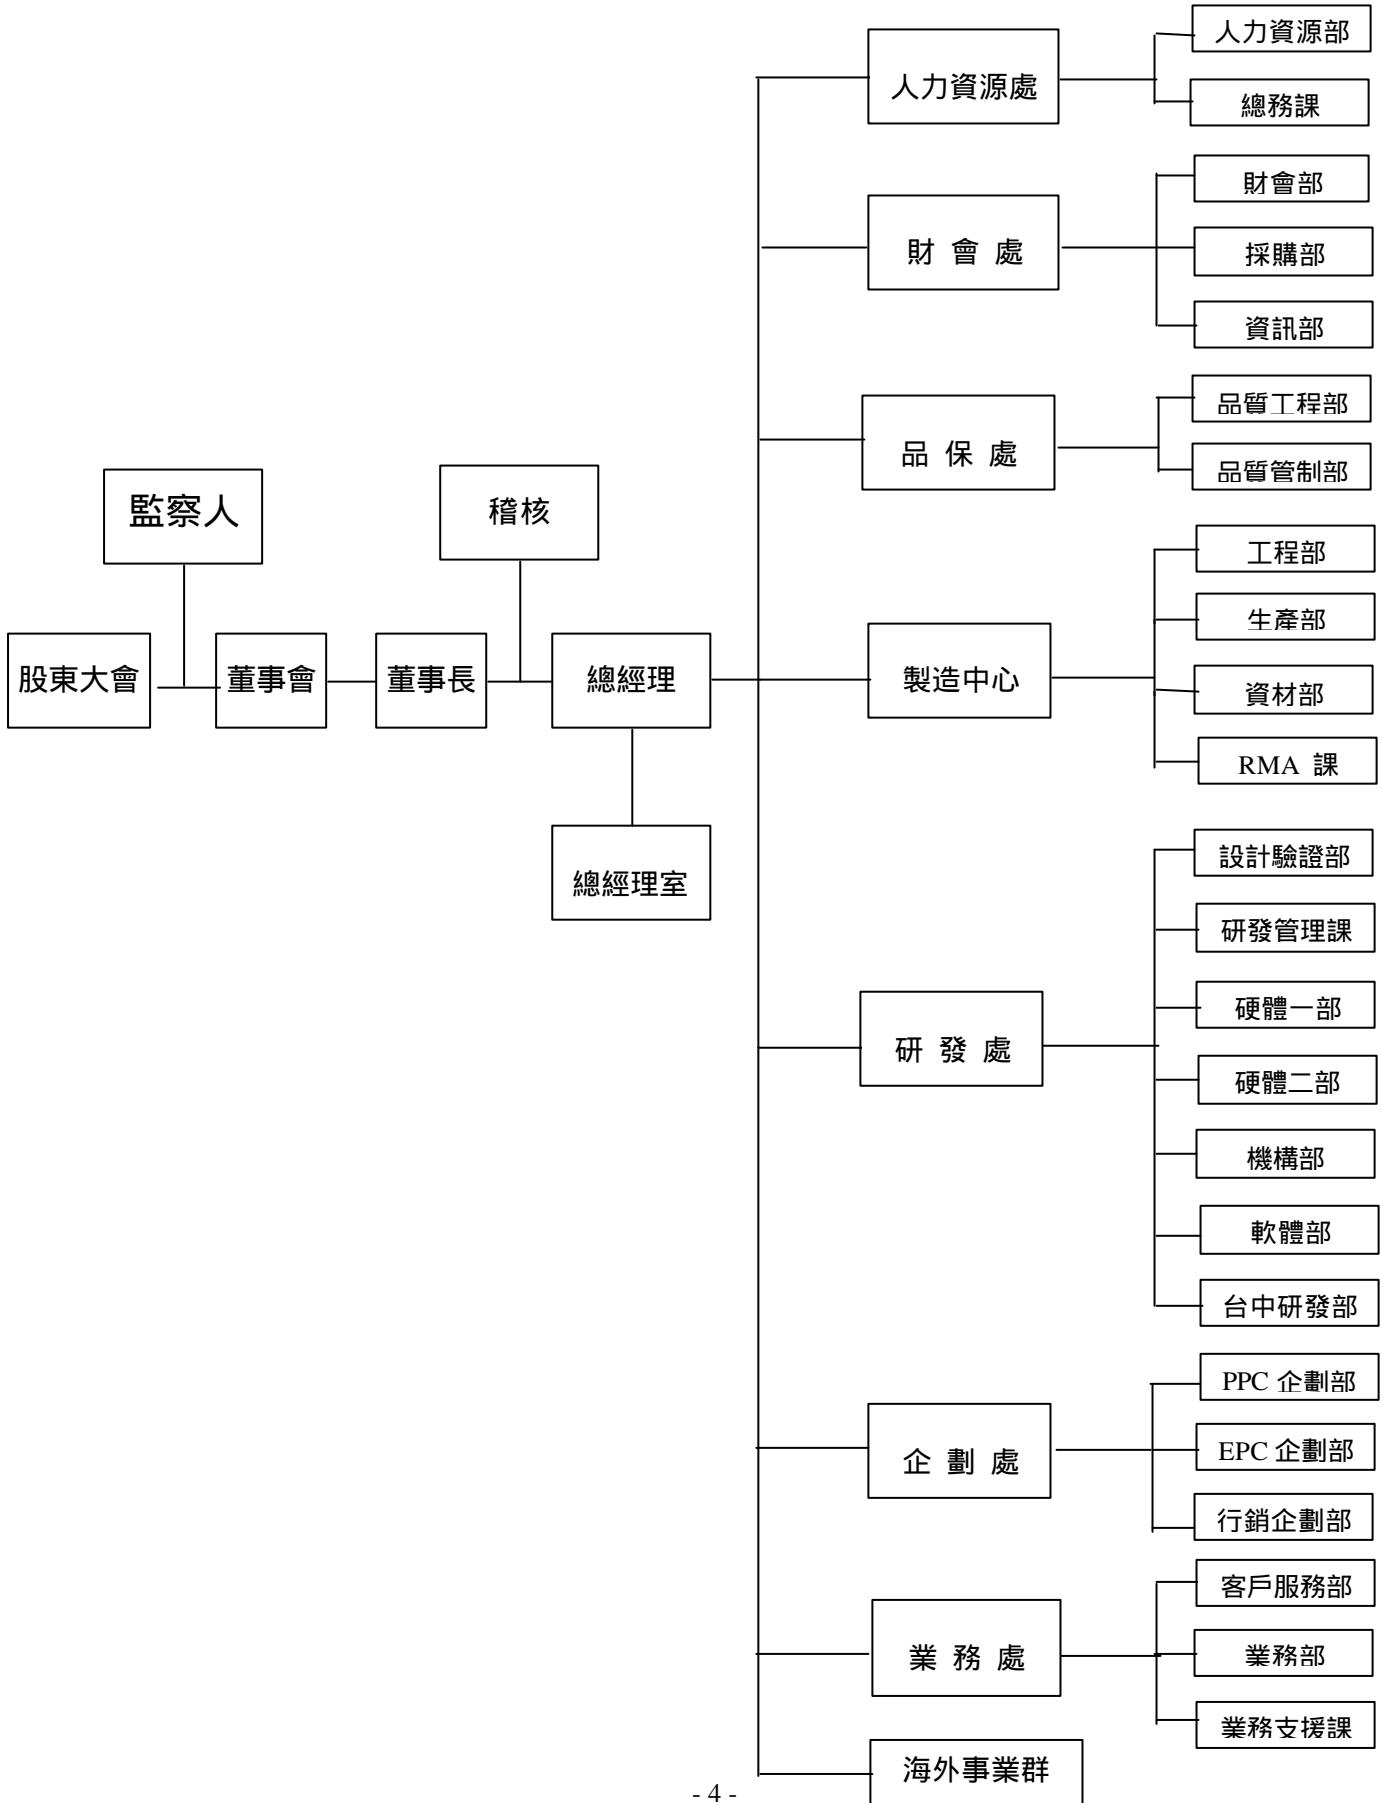 人力資源部
人力資源處
總務課
財會部
財 會 處
採購部
資訊部
品質工程部
品 保 處
品質管制部
監察人
稽核
工程部
生產部
股東大會
董事會
董事長
總經理
製造中心
資材部
RMA 課
總經理室
設計驗證部
研發管理課
硬體一部
研 發 處
硬體二部
機構部
軟體部
台中研發部
PPC 企劃部
企 劃 處
EPC 企劃部
行銷企劃部
客戶服務部
業 務 處
業務部
業務支援課
海外事業群
- 4 -